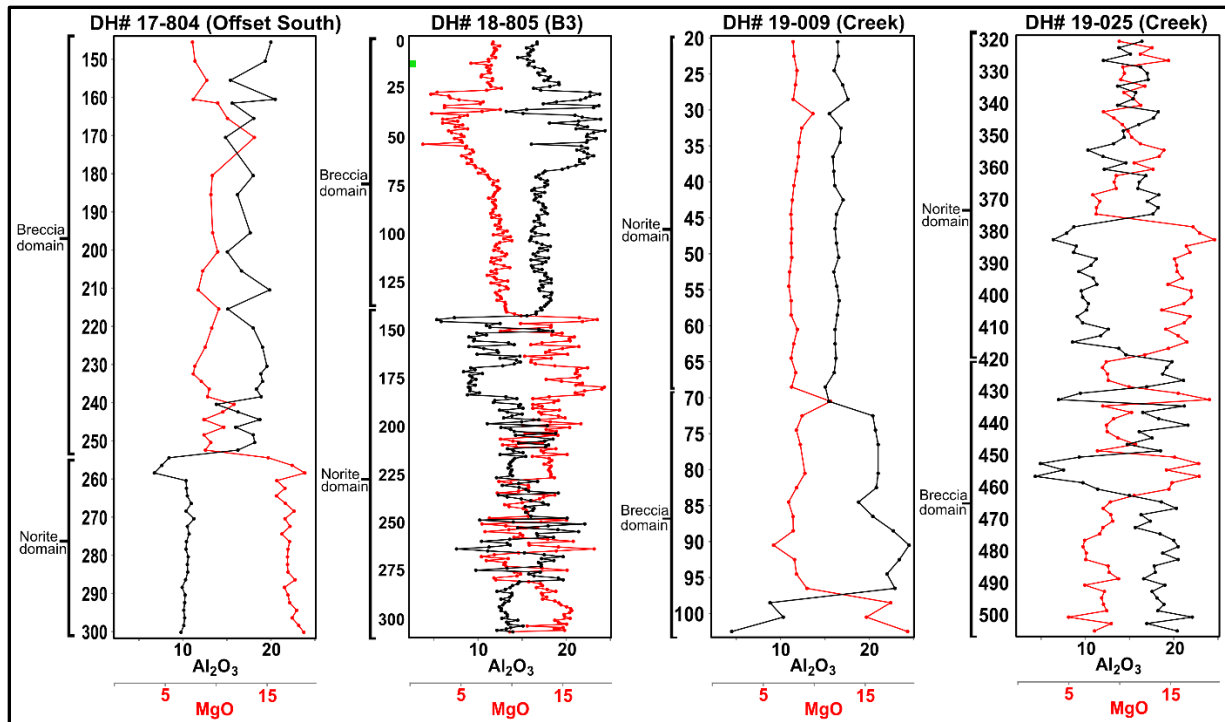 DH# 17-804 (Offset South)
150
160
170
180
190
200
210
220
230
240
250
260
270
280
290
300
Breccia
domain
Norite
domain
10 20
Al₂O₃
5 15
MgO
DH# 18-805 (B3)
0
25
50
75
100
125
150
175
200
225
250
275
300
Breccia
domain
Norite
domain
10 20
Al₂O₃
5 15
MgO
DH# 19-009 (Creek)
20
25
30
35
40
45
50
55
60
65
70
75
80
85
90
95
100
Norite
domain
Breccia
domain
10 20
Al₂O₃
5 15
MgO
DH# 19-025 (Creek)
320
330
340
350
360
370
380
390
400
410
420
430
440
450
460
470
480
490
500
Norite
domain
Breccia
domain
10 20
Al₂O₃
5 15
MgO